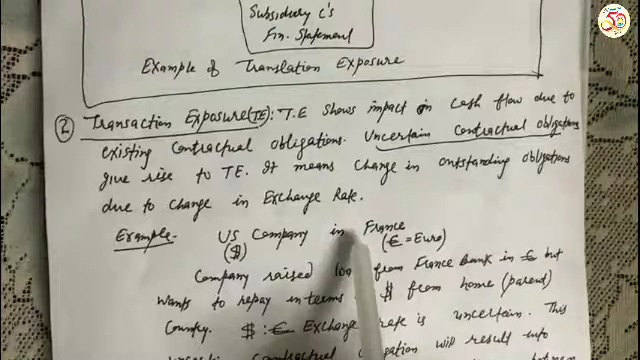 50
Subsidiary C's
Fin. Statement
Example of Translation Exposure
② Transaction Exposure (TE): T.E shows impact on cash flow due to
existing contractual obligations. Uncertain contractual obligations
give rise to TE. It means change in outstanding obligations
due to change in Exchange Rate.
Example- US Company in France
($) (€ = Euro)
Company raised loan from France Bank in € but
wants to repay in terms $ from home (parent)
Country. $ : € Exchange rate is uncertain. This
contractual will result into